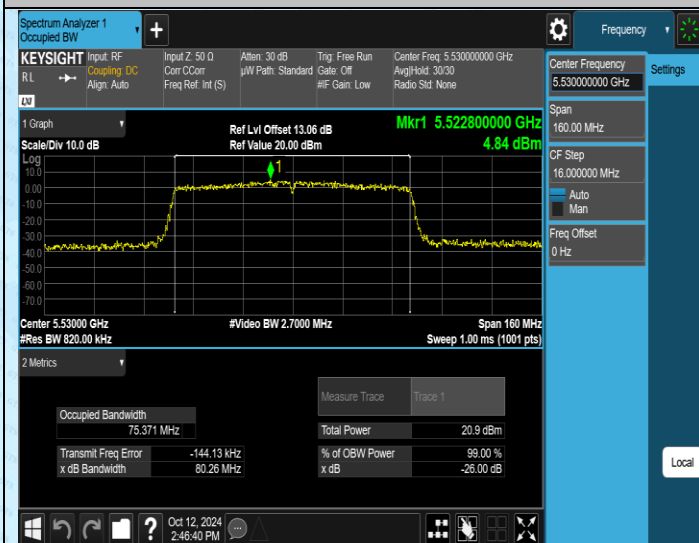 Spectrum Analyzer 1
Occupied BW
Frequency
KEYSIGHT
R L
LXI
Input: RF
Coupling: DC
Align: Auto
Input Z: 50 Ω
Corr CCorr
Freq Ref: Int (S)
Atten: 30 dB
µW Path: Standard
Trig: Free Run
Gate: Off
#IF Gain: Low
Center Freq: 5.530000000 GHz
Avg|Hold: 30/30
Radio Std: None
Center Frequency
5.530000000 GHz
Settings
Span
160.00 MHz
CF Step
16.000000 MHz
Auto
Man
Freq Offset
0 Hz
Local
1 Graph
Scale/Div 10.0 dB
Ref Lvl Offset 13.06 dB
Ref Value 20.00 dBm
Mkr1 5.522800000 GHz
4.84 dBm
Log
10.0
0.00
-10.0
-20.0
-30.0
-40.0
-50.0
-60.0
-70.0
1
Center 5.53000 GHz
#Res BW 820.00 kHz
#Video BW 2.7000 MHz
Span 160 MHz
Sweep 1.00 ms (1001 pts)
2 Metrics
Measure Trace
Trace 1
Occupied Bandwidth
75.371 MHz
Total Power
20.9 dBm
Transmit Freq Error
-144.13 kHz
% of OBW Power
99.00 %
x dB Bandwidth
80.26 MHz
x dB
-26.00 dB
?
Oct 12, 2024
2:46:40 PM